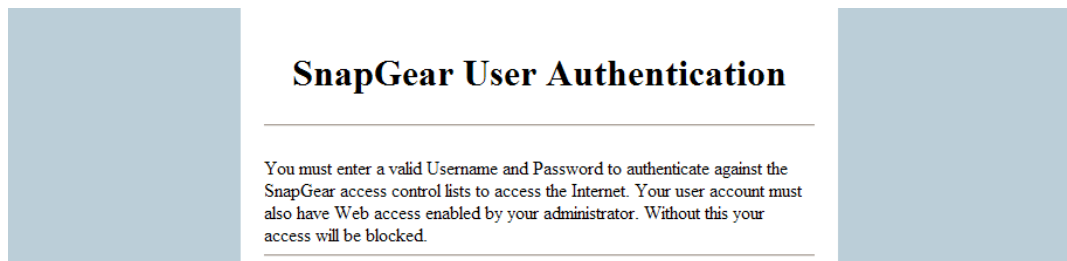 SnapGear User Authentication
You must enter a valid Username and Password to authenticate against the
SnapGear access control lists to access the Internet. Your user account must
also have Web access enabled by your administrator. Without this your
access will be blocked.